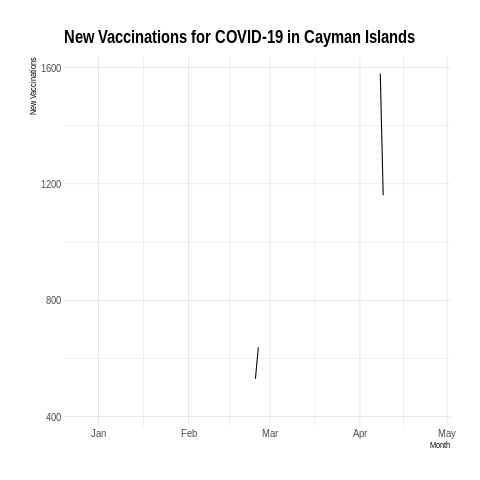 New Vaccinations for COVID-19 in Cayman Islands
New Vaccinations
1600
1200
800
400
Jan Feb Mar Apr May
Month